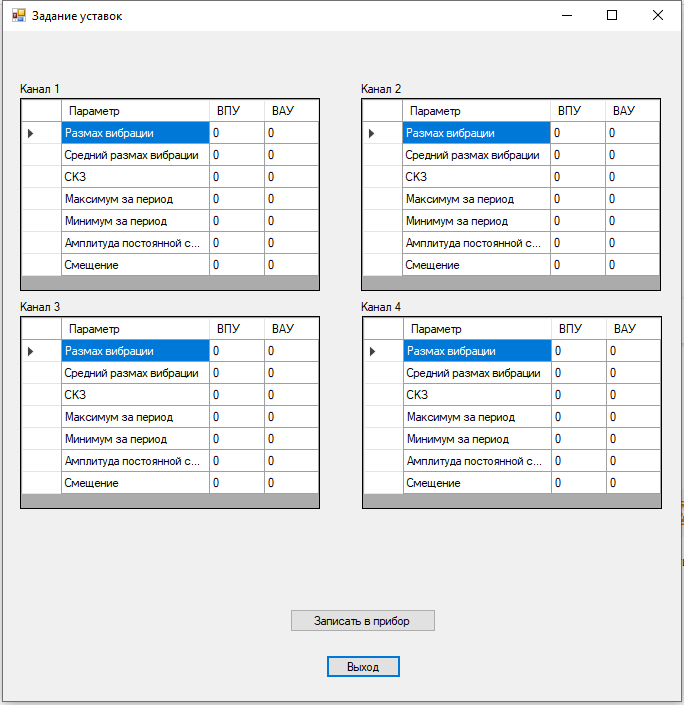 Задание уставок
Канал 1
Параметр ВПУ ВАУ
Размах вибрации 0 0
Средний размах вибрации 0 0
СКЗ 0 0
Максимум за период 0 0
Минимум за период 0 0
Амплитуда постоянной с... 0 0
Смещение 0 0
Канал 2
Параметр ВПУ ВАУ
Размах вибрации 0 0
Средний размах вибрации 0 0
СКЗ 0 0
Максимум за период 0 0
Минимум за период 0 0
Амплитуда постоянной с... 0 0
Смещение 0 0
Канал 3
Параметр ВПУ ВАУ
Размах вибрации 0 0
Средний размах вибрации 0 0
СКЗ 0 0
Максимум за период 0 0
Минимум за период 0 0
Амплитуда постоянной с... 0 0
Смещение 0 0
Канал 4
Параметр ВПУ ВАУ
Размах вибрации 0 0
Средний размах вибрации 0 0
СКЗ 0 0
Максимум за период 0 0
Минимум за период 0 0
Амплитуда постоянной с... 0 0
Смещение 0 0
Записать в прибор
Выход